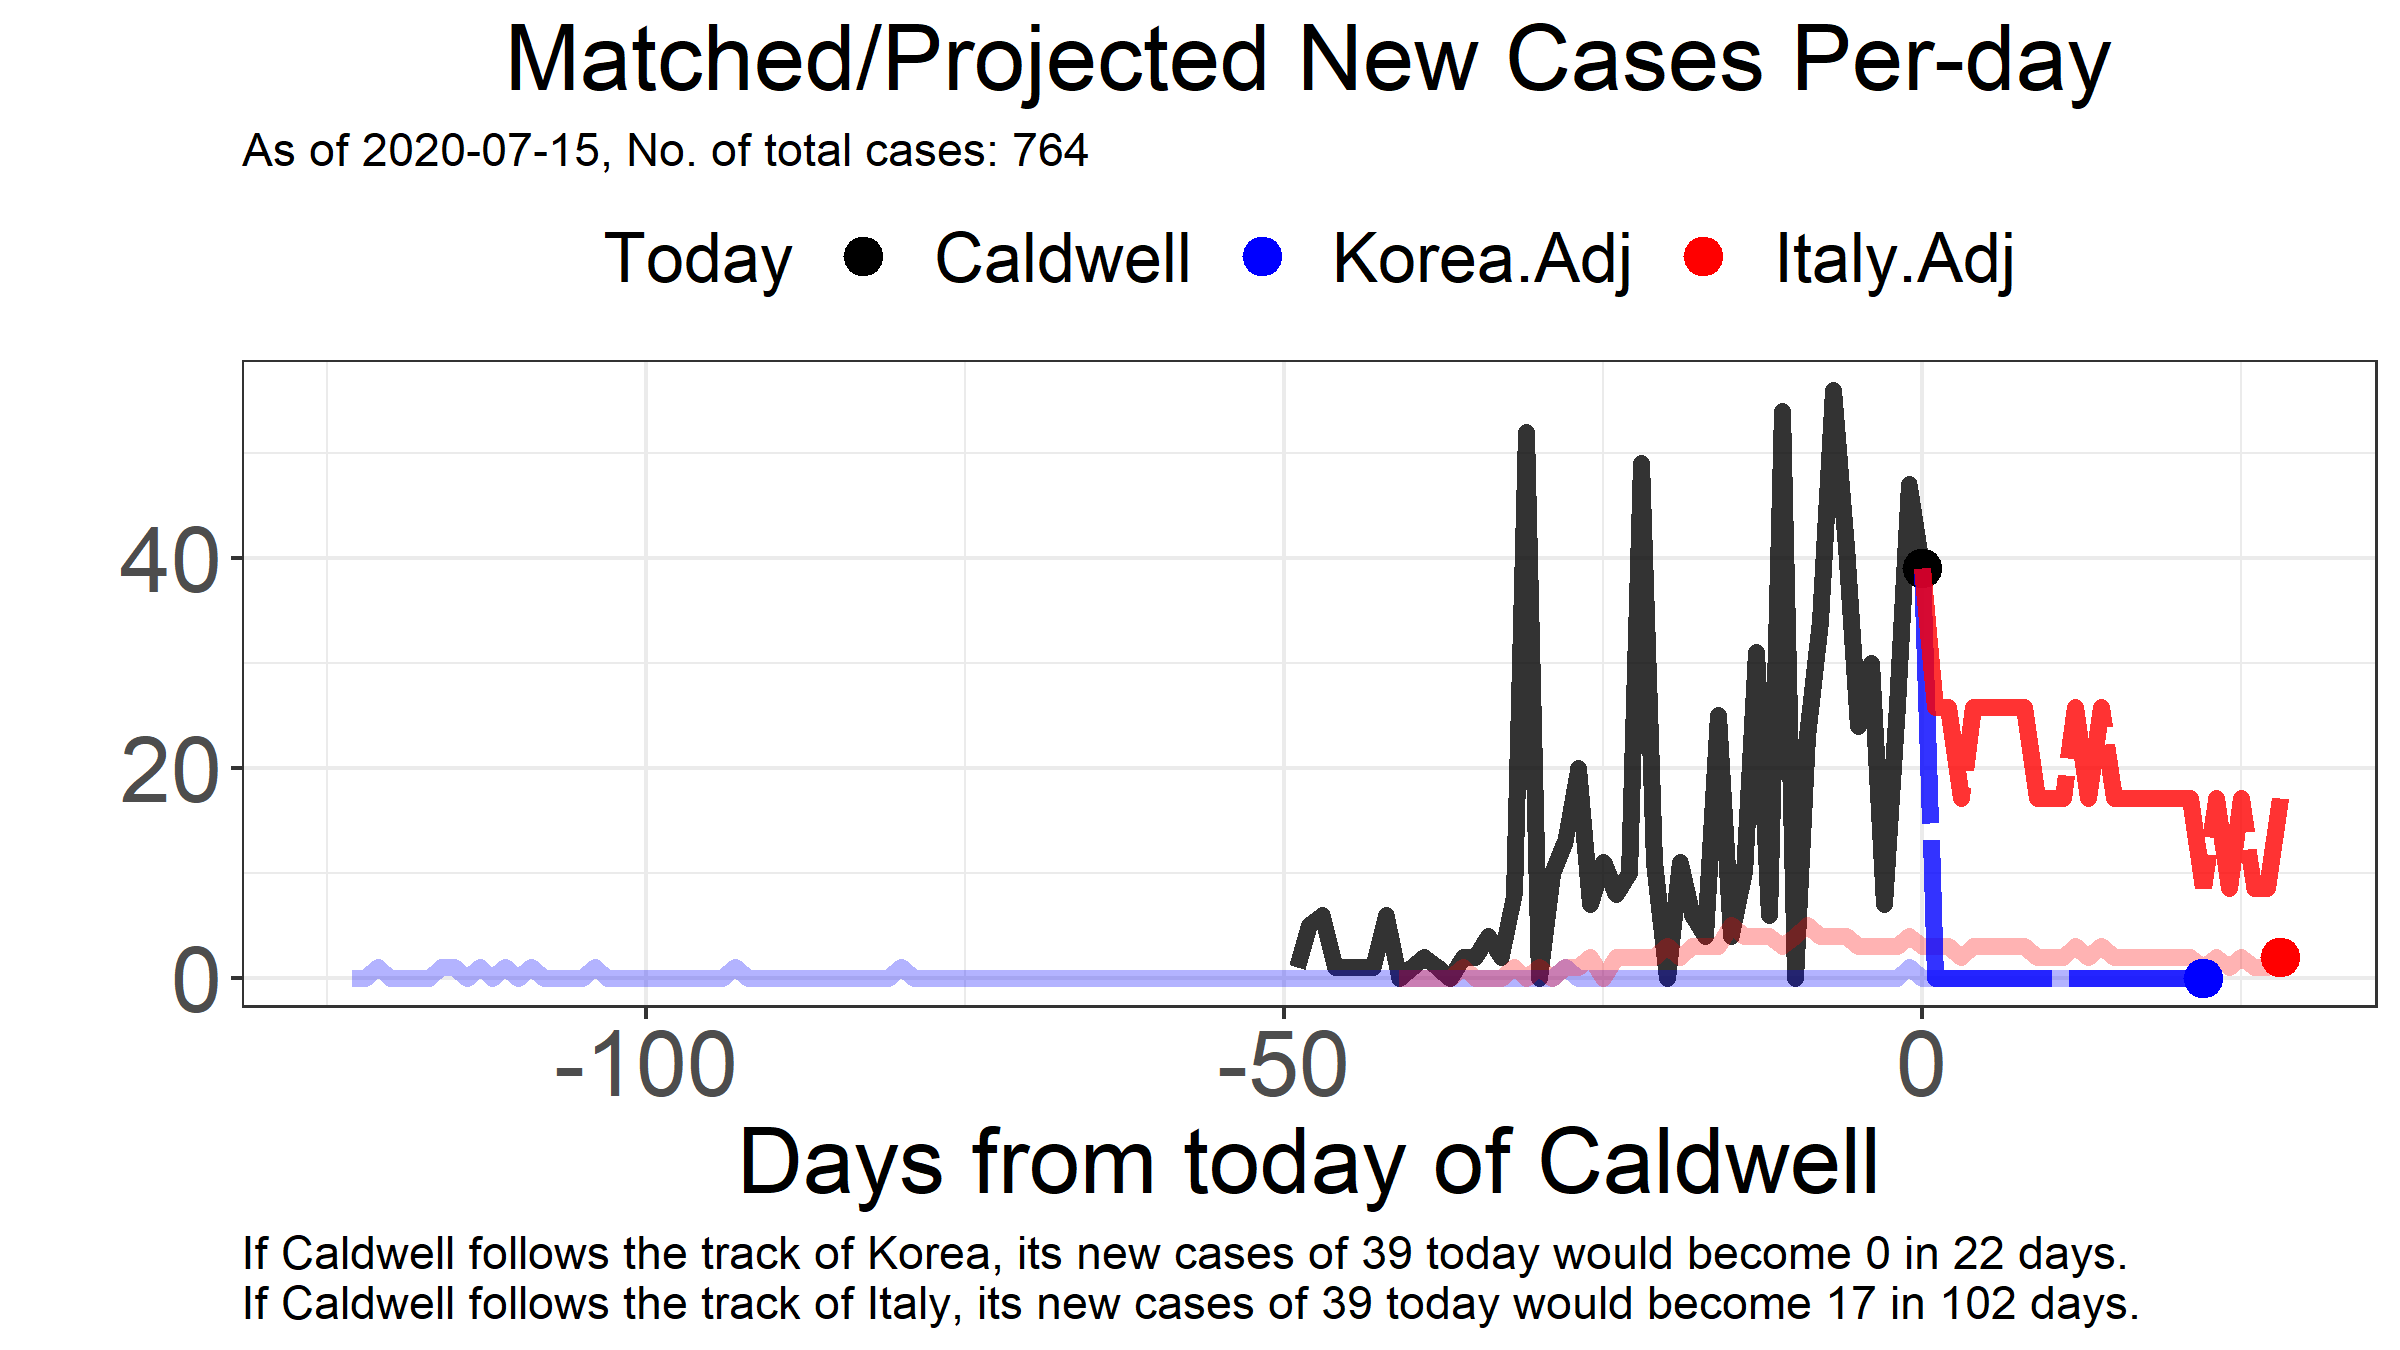 Matched/Projected New Cases Per-day
As of 2020-07-15, No. of total cases: 764
Today Caldwell Korea.Adj Italy.Adj
40
20
0
-100 -50 0
Days from today of Caldwell
If Caldwell follows the track of Korea, its new cases of 39 today would become 0 in 22 days.
If Caldwell follows the track of Italy, its new cases of 39 today would become 17 in 102 days.